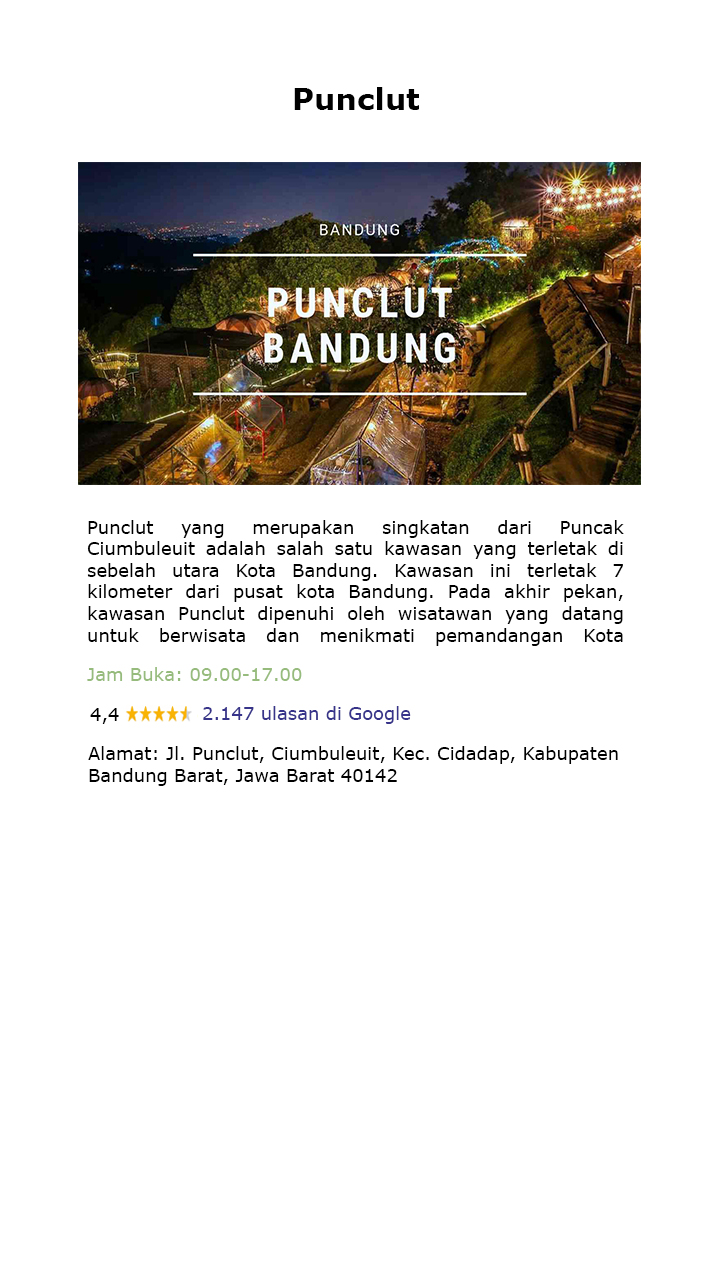 Punclut
BANDUNG
PUNCLUT
BANDUNG
Punclut yang merupakan singkatan dari Puncak
Ciumbuleuit adalah salah satu kawasan yang terletak di
sebelah utara Kota Bandung. Kawasan ini terletak 7
kilometer dari pusat kota Bandung. Pada akhir pekan,
kawasan Punclut dipenuhi oleh wisatawan yang datang
untuk berwisata dan menikmati pemandangan Kota
Jam Buka: 09.00-17.00
4,4 2.147 ulasan di Google
Alamat: Jl. Punclut, Ciumbuleuit, Kec. Cidadap, Kabupaten
Bandung Barat, Jawa Barat 40142